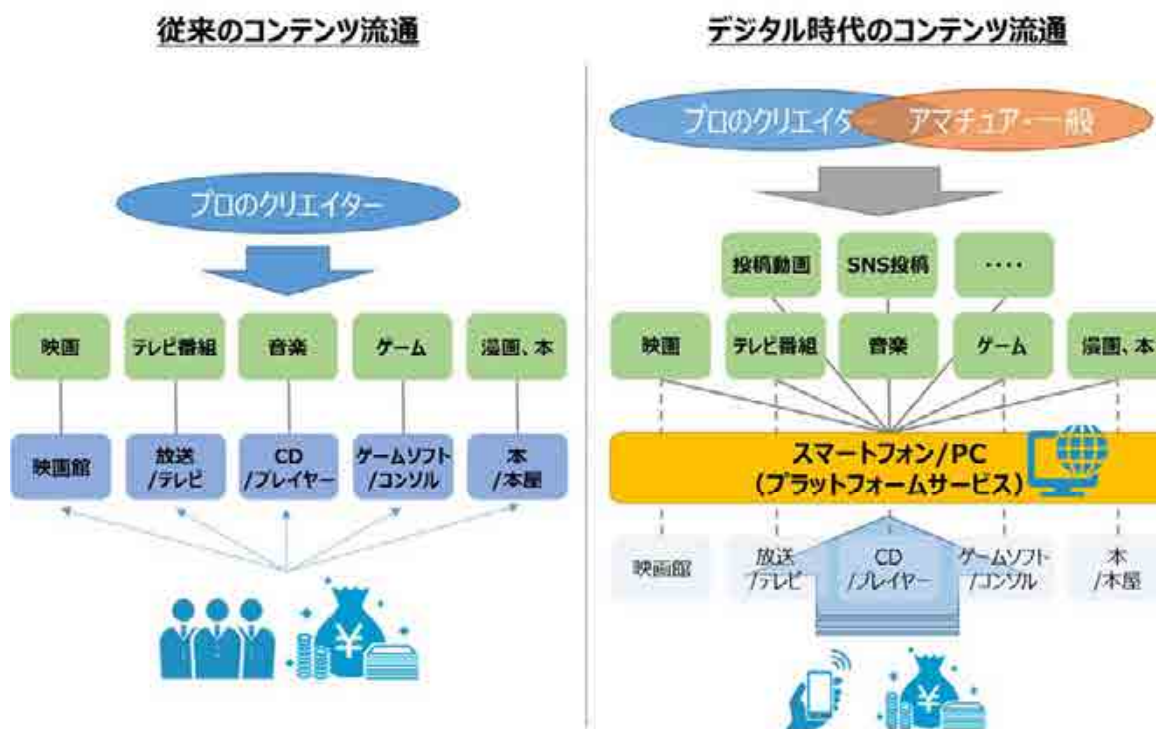 従来のコンテンツ流通
プロのクリエイター
映画
テレビ番組
音楽
ゲーム
漫画、本
映画館
放送
/テレビ
CD
/プレイヤー
ゲームソフト
/コンソル
本
/本屋
¥
デジタル時代のコンテンツ流通
プロのクリエイター
アマチュア・一般
投稿動画
SNS投稿
・・・・
映画
テレビ番組
音楽
ゲーム
漫画、本
スマートフォン/PC
(プラットフォームサービス)
映画館
放送
/テレビ
CD
/プレイヤー
ゲームソフト
/コンソル
本
/本屋
¥